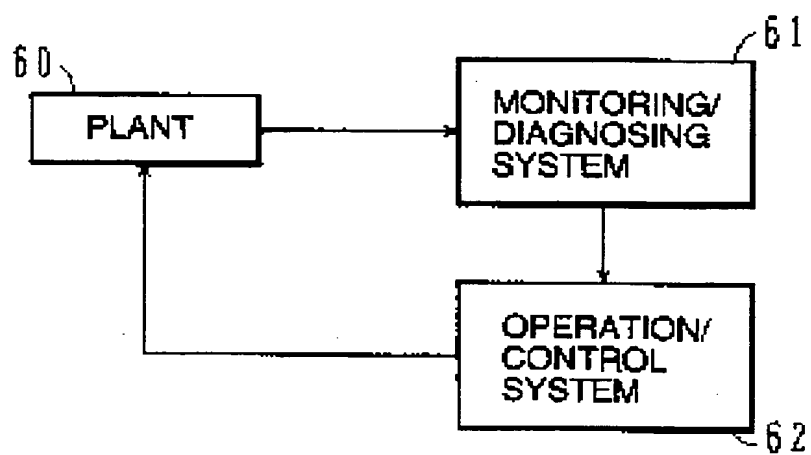 60
PLANT
61
MONITORING/
DIAGNOSING
SYSTEM
OPERATION/
CONTROL
SYSTEM
62